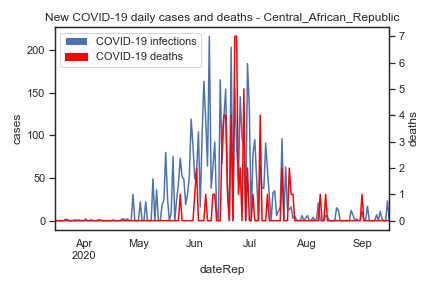 New COVID-19 daily cases and deaths - Central_African_Republic
COVID-19 infections
COVID-19 deaths
cases
200
150
100
50
0
7
6
5
4
3
2
1
0
deaths
Apr
2020
May
Jun
Jul
Aug
Sep
dateRep